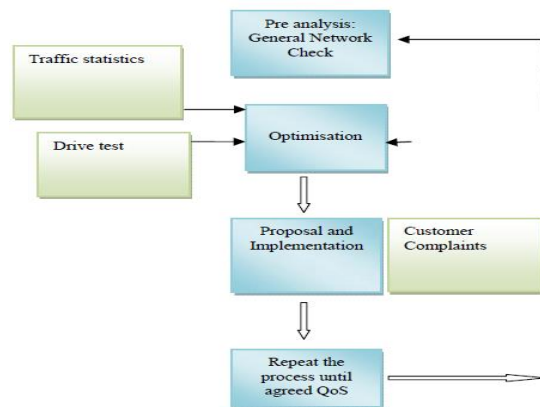 Pre analysis:
General Network
Check
Traffic statistics
Optimisation
Drive test
Proposal and
Implementation
Customer
Complaints
Repeat the
process until
agreed QoS